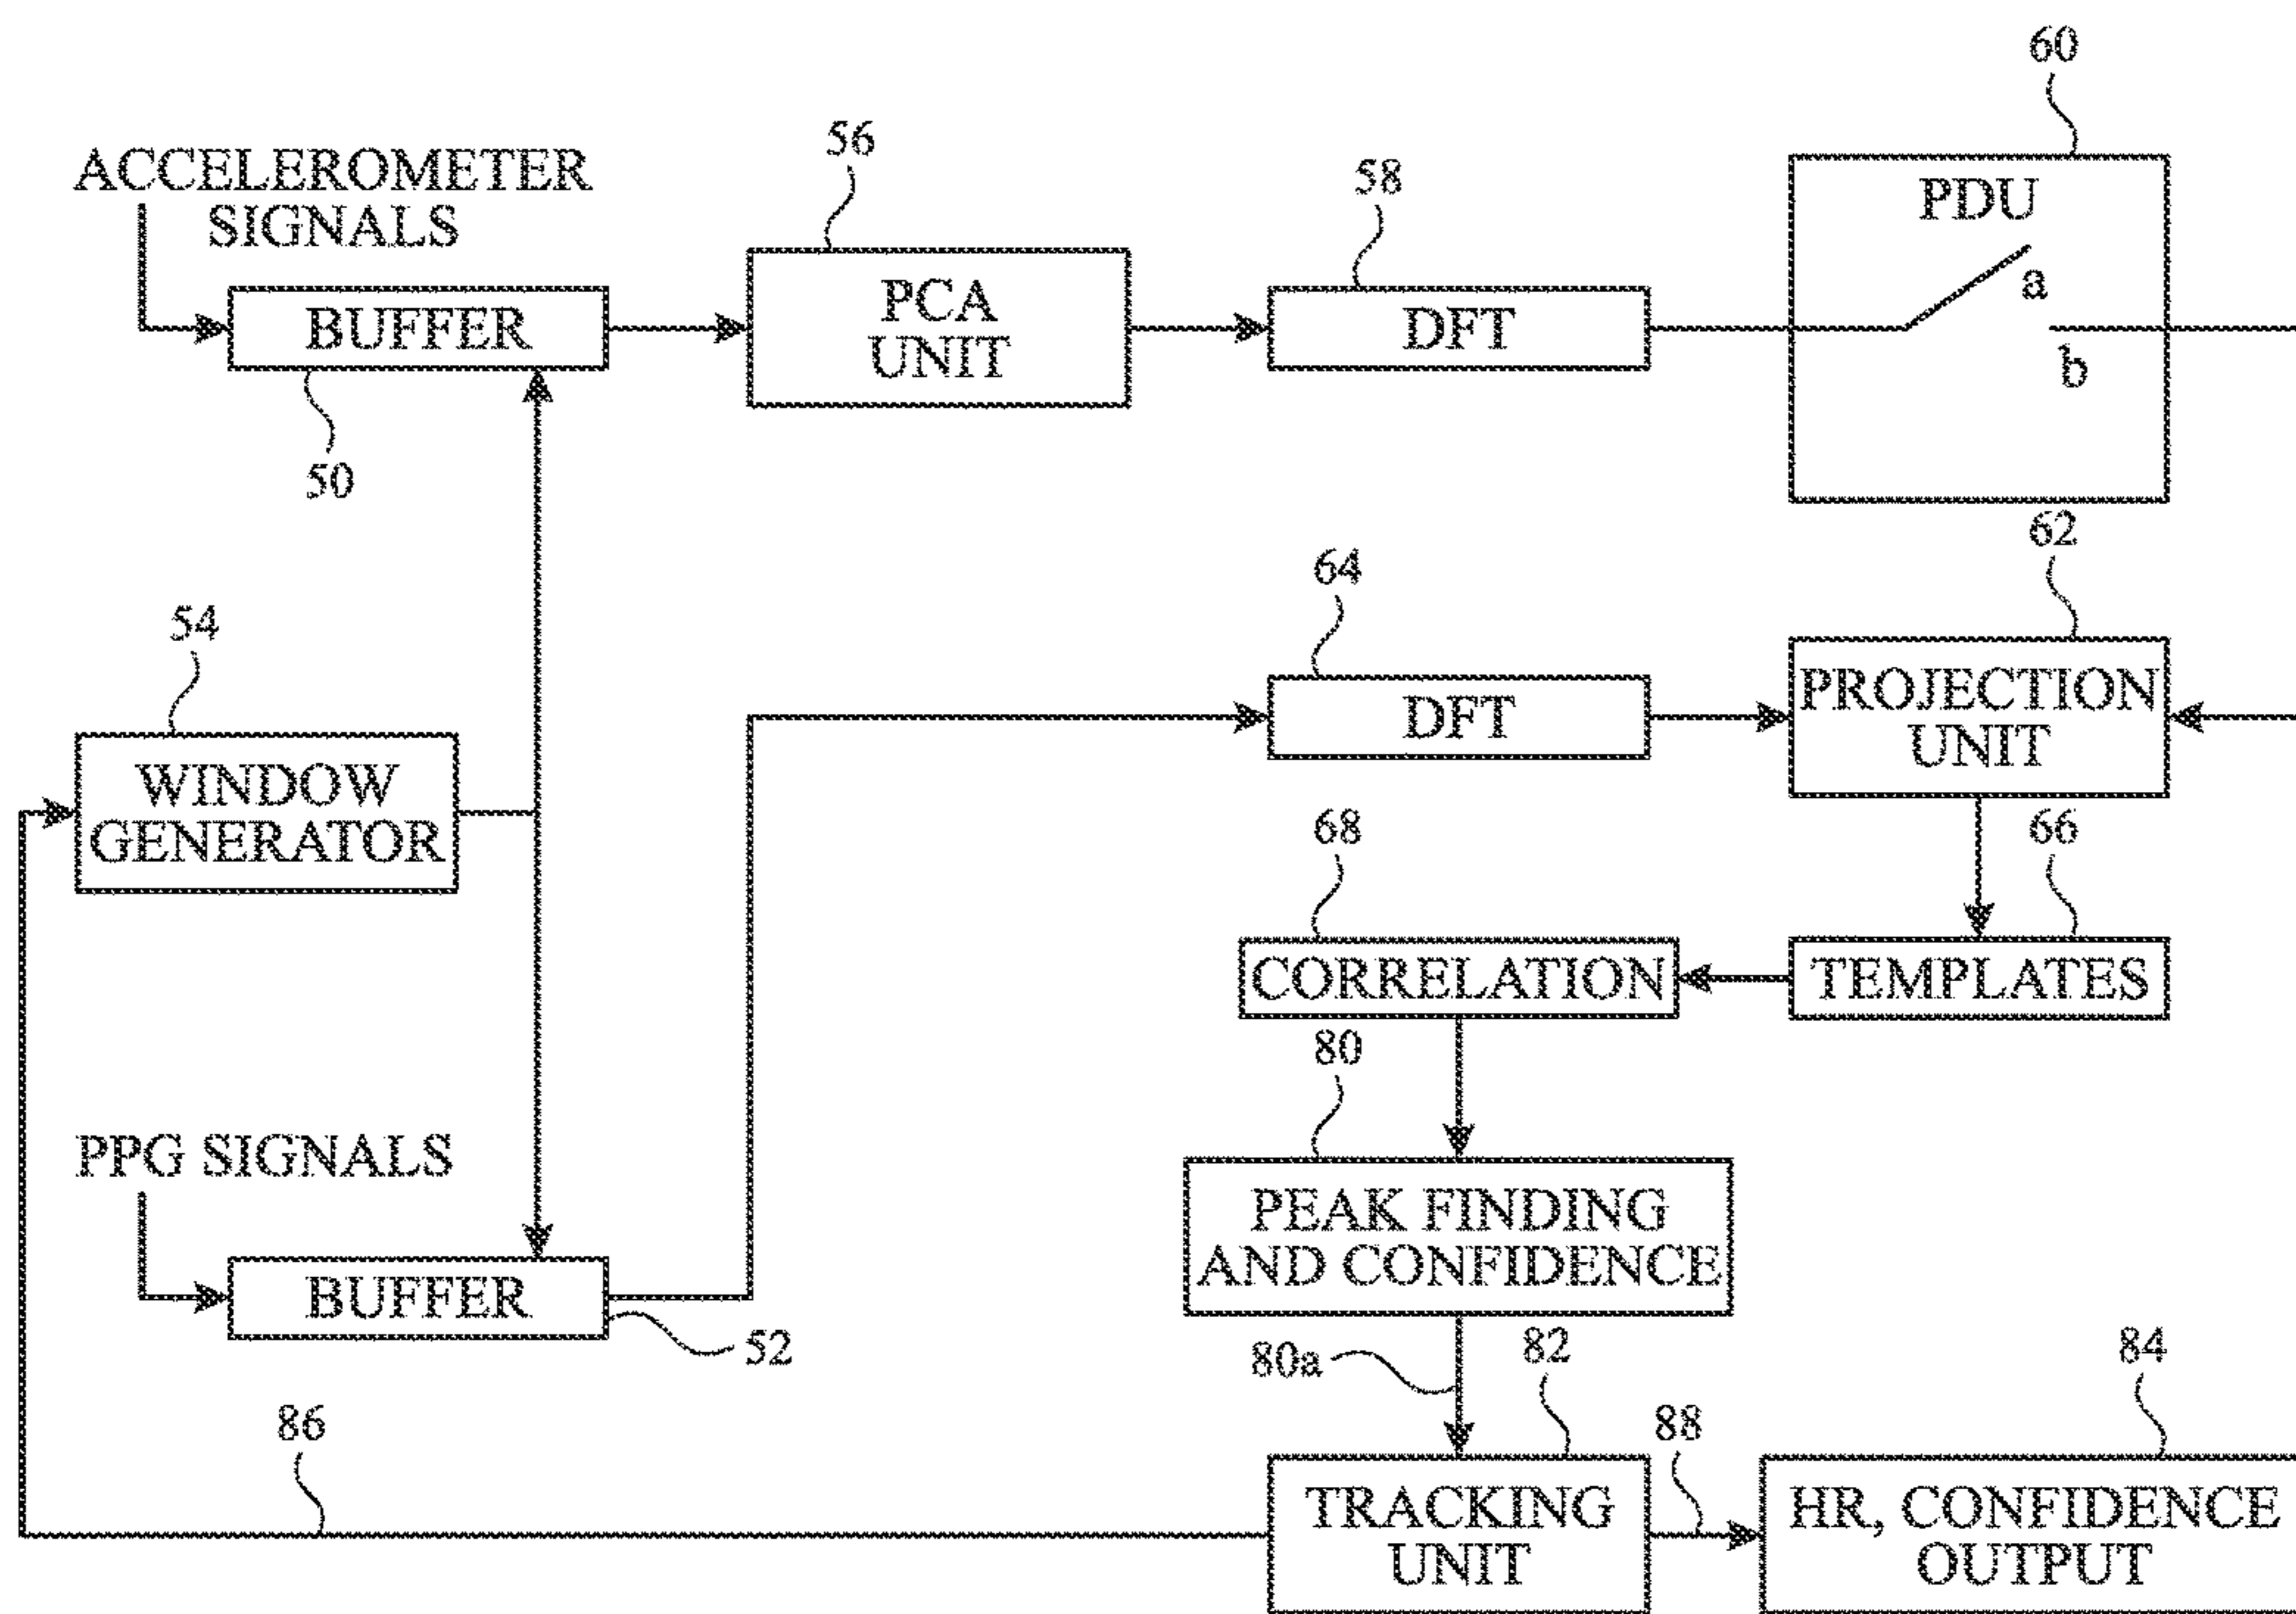 60
56
58
ACCELEROMETER
SIGNALS
PDU
a
b
BUFFER
PCA
UNIT
DFT
50
62
64
54
PROJECTION
UNIT
DFT
WINDOW
GENERATOR
68
66
CORRELATION
TEMPLATES
80
PPG SIGNALS
PEAK FINDING
AND CONFIDENCE
BUFFER
52
80a
82
84
86
88
TRACKING
UNIT
HR, CONFIDENCE
OUTPUT